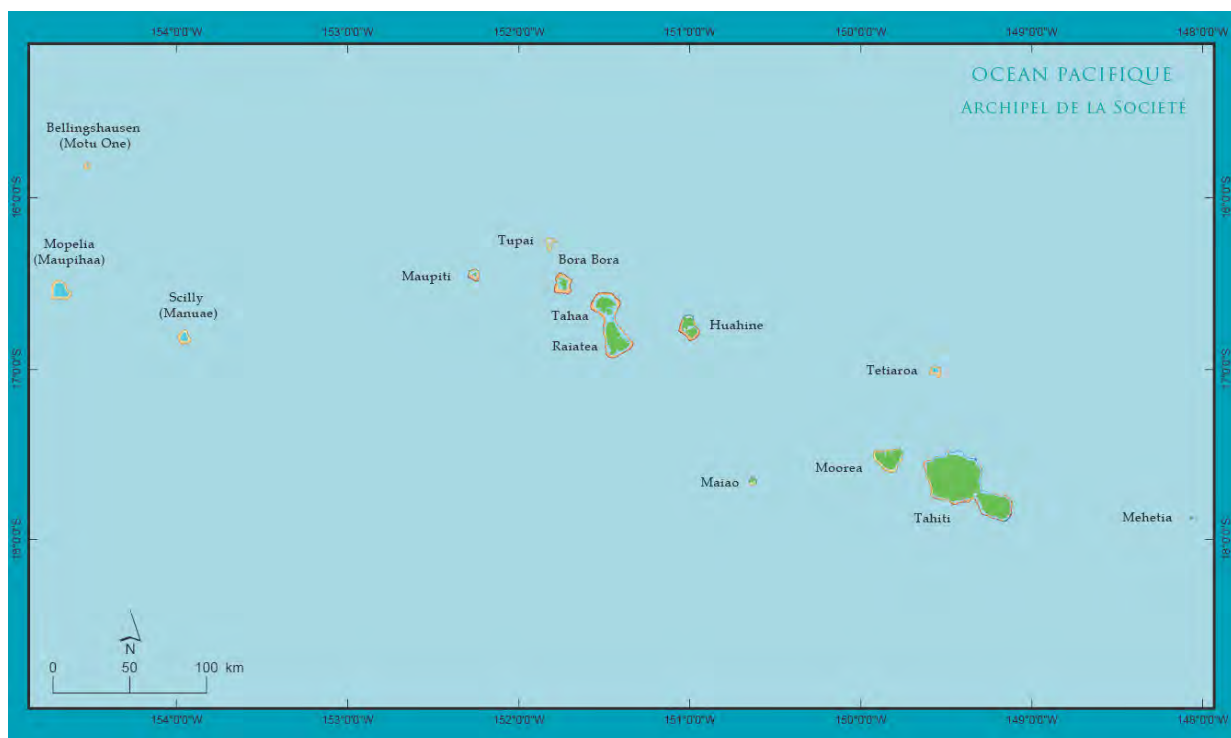 154°0'0"W 153°0'0"W 152°0'0"W 151°0'0"W 150°0'0"W 149°0'0"W 148°0'0"W
OCEAN PACIFIQUE
ARCHIPEL DE LA SOCIÉTÉ
Bellingshausen
(Motu One)
16°0'0"S 16°0'0"S
Mopelia
(Maupihaa)
Scilly
(Manuae)
Tupai
Bora Bora
Maupiti
Tahaa
Raiatea
Huahine
17°0'0"S 17°0'0"S
Tetiaroa
Moorea
Maiao
Tahiti
Mehetia
18°0'0"S 18°0'0"S
N
0 50 100 km
154°0'0"W 153°0'0"W 152°0'0"W 151°0'0"W 150°0'0"W 149°0'0"W 148°0'0"W